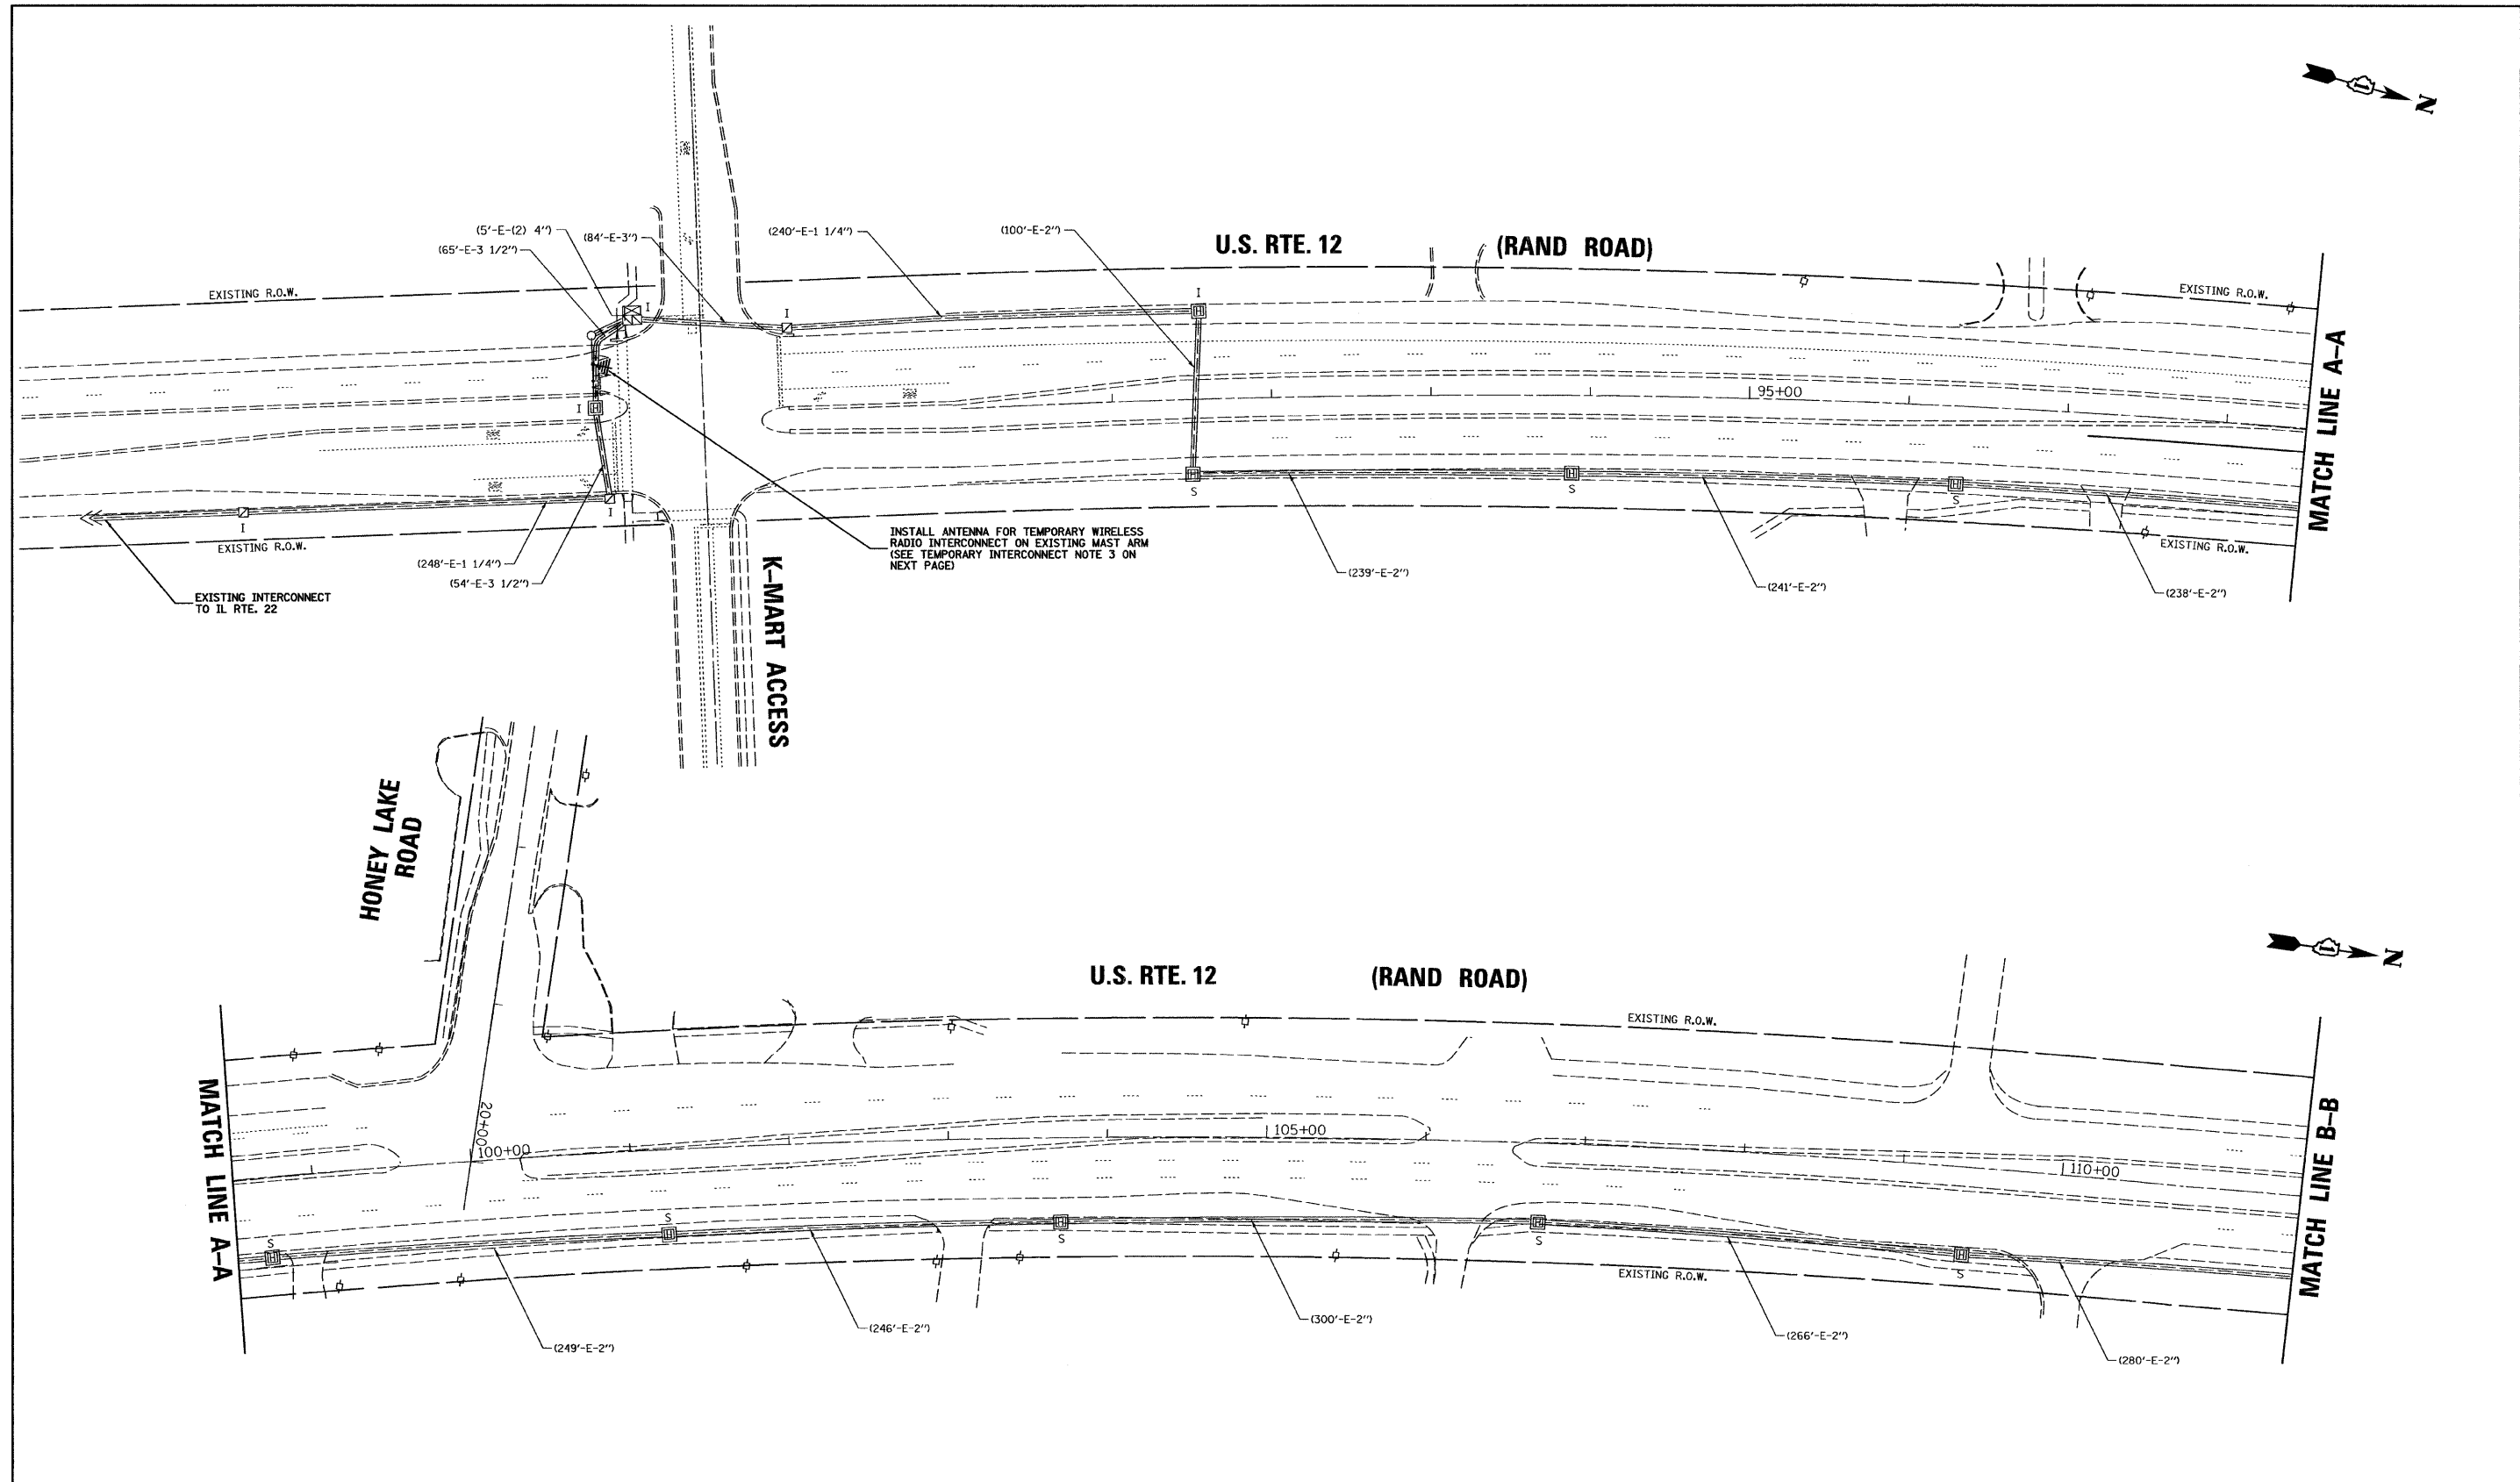 N
(5'-E-(2) 4")
(84'-E-3")
(240'-E-1 1/4")
(100'-E-2")
(65'-E-3 1/2")
U.S. RTE. 12 (RAND ROAD)
EXISTING R.O.W.
EXISTING R.O.W.
I
I
I
I
95+00
MATCH LINE A-A
S
S
S
I
I
EXISTING R.O.W.
EXISTING R.O.W.
INSTALL ANTENNA FOR TEMPORARY WIRELESS
RADIO INTERCONNECT ON EXISTING MAST ARM
(SEE TEMPORARY INTERCONNECT NOTE 3 ON
NEXT PAGE)
(248'-E-1 1/4")
(54'-E-3 1/2")
(239'-E-2")
(241'-E-2")
(238'-E-2")
EXISTING INTERCONNECT
TO IL RTE. 22
K-MART ACCESS
HONEY LAKE
ROAD
N
U.S. RTE. 12 (RAND ROAD)
EXISTING R.O.W.
MATCH LINE A-A
20+00
100+00
105+00
110+00
MATCH LINE B-B
S
S
S
S
S
EXISTING R.O.W.
(249'-E-2")
(246'-E-2")
(300'-E-2")
(266'-E-2")
(280'-E-2")